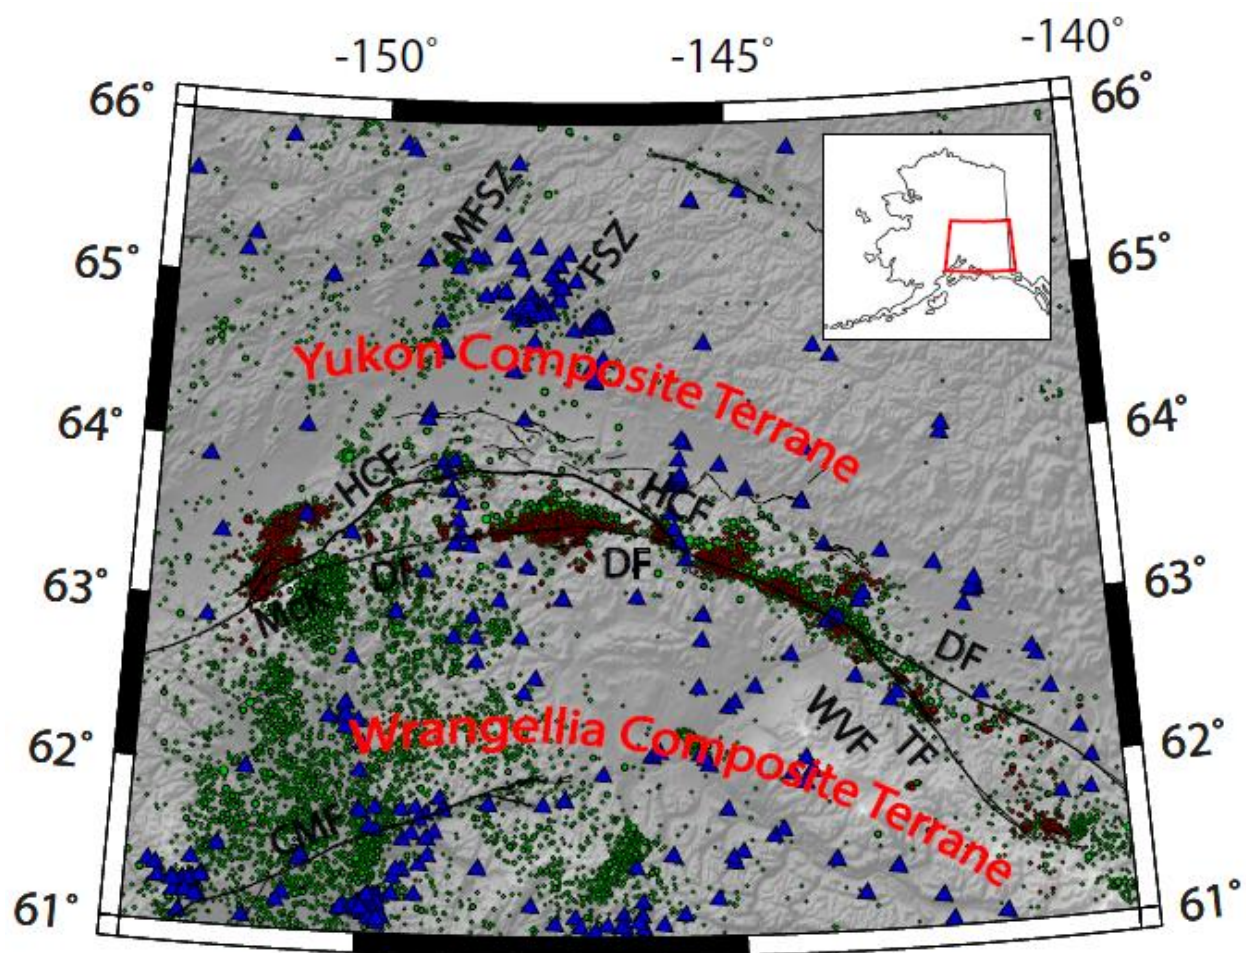 -150°
-145°
-140°
66°
66°
MFSZ
FSZ
65°
65°
Yukon Composite Terrane
64°
64°
HCF
HCF
DF
DF
63°
63°
McK
DF
WVF
TF
62°
62°
Wrangellia Composite Terrane
CMF
61°
61°